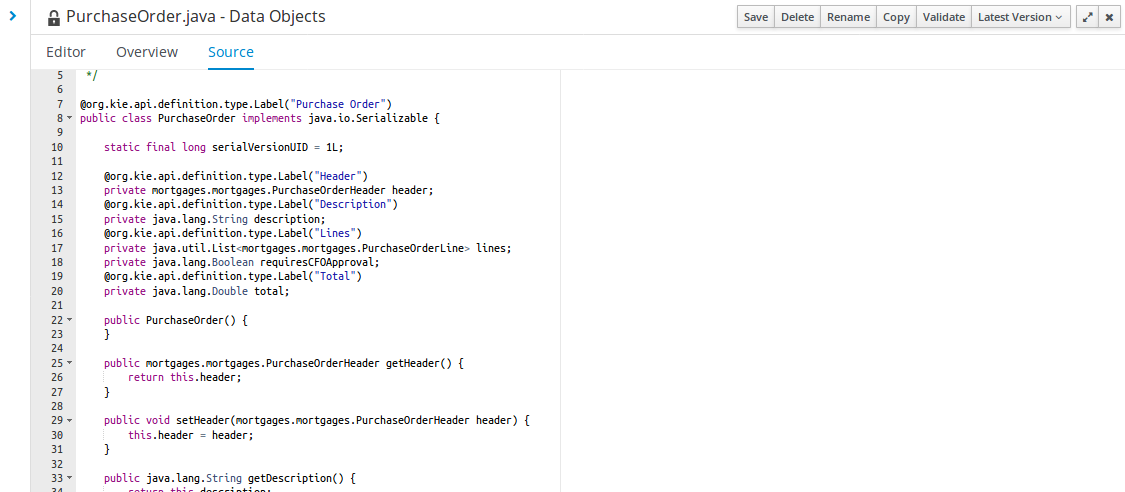 PurchaseOrder.java - Data Objects
Save Delete Rename Copy Validate Latest Version
Editor Overview Source
5 */
6
7 @org.kie.api.definition.type.Label("Purchase Order")
8 public class PurchaseOrder implements java.io.Serializable {
9
10 static final long serialVersionUID = 1L;
11
12 @org.kie.api.definition.type.Label("Header")
13 private mortgages.mortgages.PurchaseOrderHeader header;
14 @org.kie.api.definition.type.Label("Description")
15 private java.lang.String description;
16 @org.kie.api.definition.type.Label("Lines")
17 private java.util.List<mortgages.mortgages.PurchaseOrderLine> lines;
18 private java.lang.Boolean requiresCFOApproval;
19 @org.kie.api.definition.type.Label("Total")
20 private java.lang.Double total;
21
22 public PurchaseOrder() {
23 }
24
25 public mortgages.mortgages.PurchaseOrderHeader getHeader() {
26 return this.header;
27 }
28
29 public void setHeader(mortgages.mortgages.PurchaseOrderHeader header) {
30 this.header = header;
31 }
32
33 public java.lang.String getDescription() {
34 return this.description;